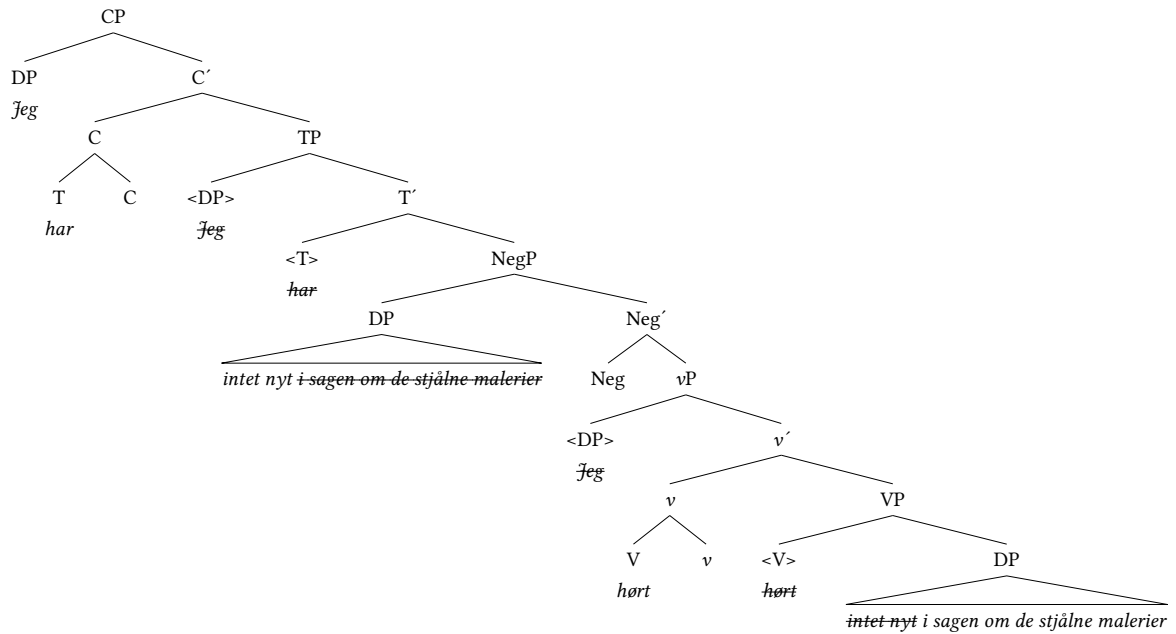 CP
DP C´
Jeg
C TP
T C <DP> T´
har Jeg
<T> NegP
har
DP Neg´
intet nyt i sagen om de stjålne malerier Neg vP
<DP> v´
Jeg
v VP
V v <V> DP
hørt hørt
intet nyt i sagen om de stjålne malerier